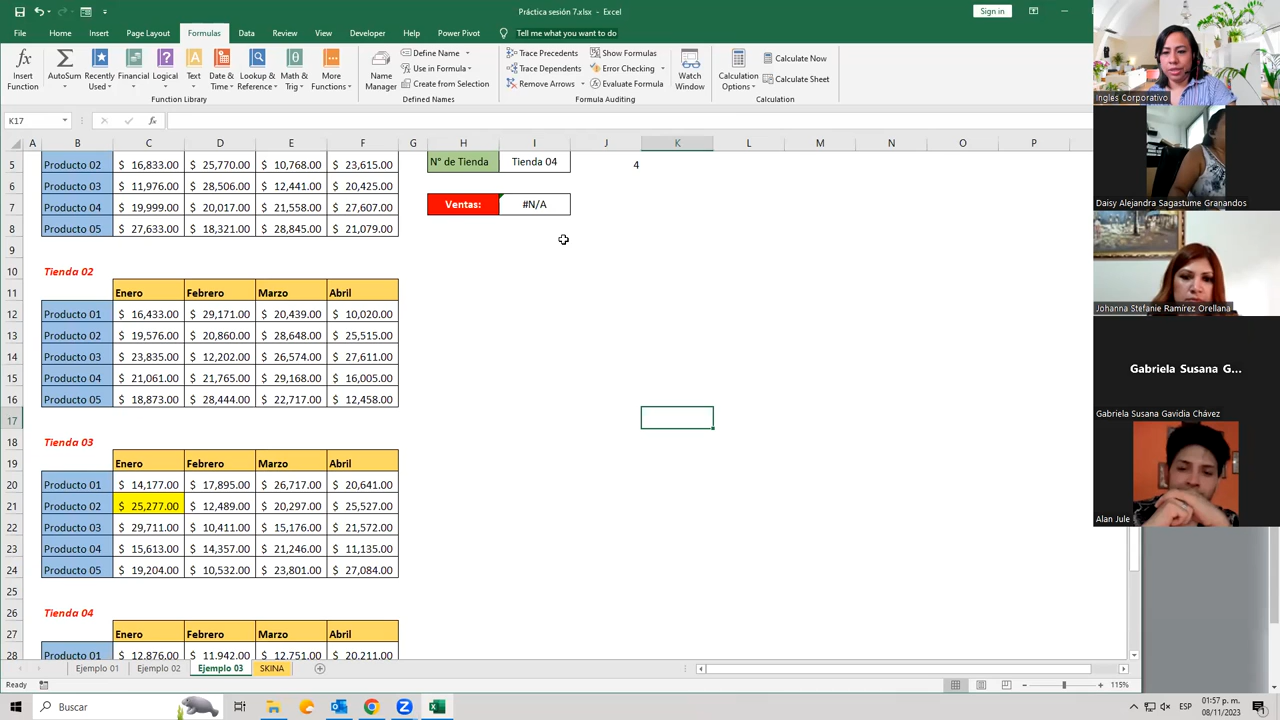 Práctica sesión 7.xlsx - Excel
Sign in
File Home Insert Page Layout Formulas Data Review View Developer Help Power Pivot Tell me what you want to do
Insert Function
AutoSum
Recently Used
Financial
Logical
Text
Date & Time
Lookup & Reference
Math & Trig
More Functions
Function Library
Name Manager
Define Name
Use in Formula
Create from Selection
Defined Names
Trace Precedents
Trace Dependents
Remove Arrows
Show Formulas
Error Checking
Evaluate Formula
Formula Auditing
Watch Window
Calculation Options
Calculate Now
Calculate Sheet
Calculation
K17 fx
A B C D E F G H I J K L M N O P
5 Producto 02 $ 16,833.00 $ 25,770.00 $ 10,768.00 $ 23,615.00 N° de Tienda Tienda 04 4
6 Producto 03 $ 11,976.00 $ 28,506.00 $ 12,441.00 $ 20,425.00
7 Producto 04 $ 19,999.00 $ 20,017.00 $ 21,558.00 $ 27,607.00 Ventas: #N/A
8 Producto 05 $ 27,633.00 $ 18,321.00 $ 28,845.00 $ 21,079.00
9
10 Tienda 02
11 Enero Febrero Marzo Abril
12 Producto 01 $ 16,433.00 $ 29,171.00 $ 20,439.00 $ 10,020.00
13 Producto 02 $ 19,576.00 $ 20,860.00 $ 28,648.00 $ 25,515.00
14 Producto 03 $ 23,835.00 $ 12,202.00 $ 26,574.00 $ 27,611.00
15 Producto 04 $ 21,061.00 $ 21,765.00 $ 29,168.00 $ 16,005.00
16 Producto 05 $ 18,873.00 $ 28,444.00 $ 22,717.00 $ 12,458.00
17
18 Tienda 03
19 Enero Febrero Marzo Abril
20 Producto 01 $ 14,177.00 $ 17,895.00 $ 26,717.00 $ 20,641.00
21 Producto 02 $ 25,277.00 $ 12,489.00 $ 20,297.00 $ 25,527.00
22 Producto 03 $ 29,711.00 $ 10,411.00 $ 15,176.00 $ 21,572.00
23 Producto 04 $ 15,613.00 $ 14,357.00 $ 21,246.00 $ 11,135.00
24 Producto 05 $ 19,204.00 $ 10,532.00 $ 23,801.00 $ 27,084.00
25
26 Tienda 04
27 Enero Febrero Marzo Abril
28 Producto 01 $ 12,876.00 $ 11,942.00 $ 12,751.00 $ 20,211.00
Ejemplo 01 Ejemplo 02 Ejemplo 03 SKINA
Ready
115%
Buscar
ESP
01:57 p. m.
08/11/2023
Inglés Corporativo
Daisy Alejandra Sagastume Granandos
Johanna Stefanie Ramírez Orellana
Gabriela Susana G...
Gabriela Susana Gavidia Chávez
Alan Jule